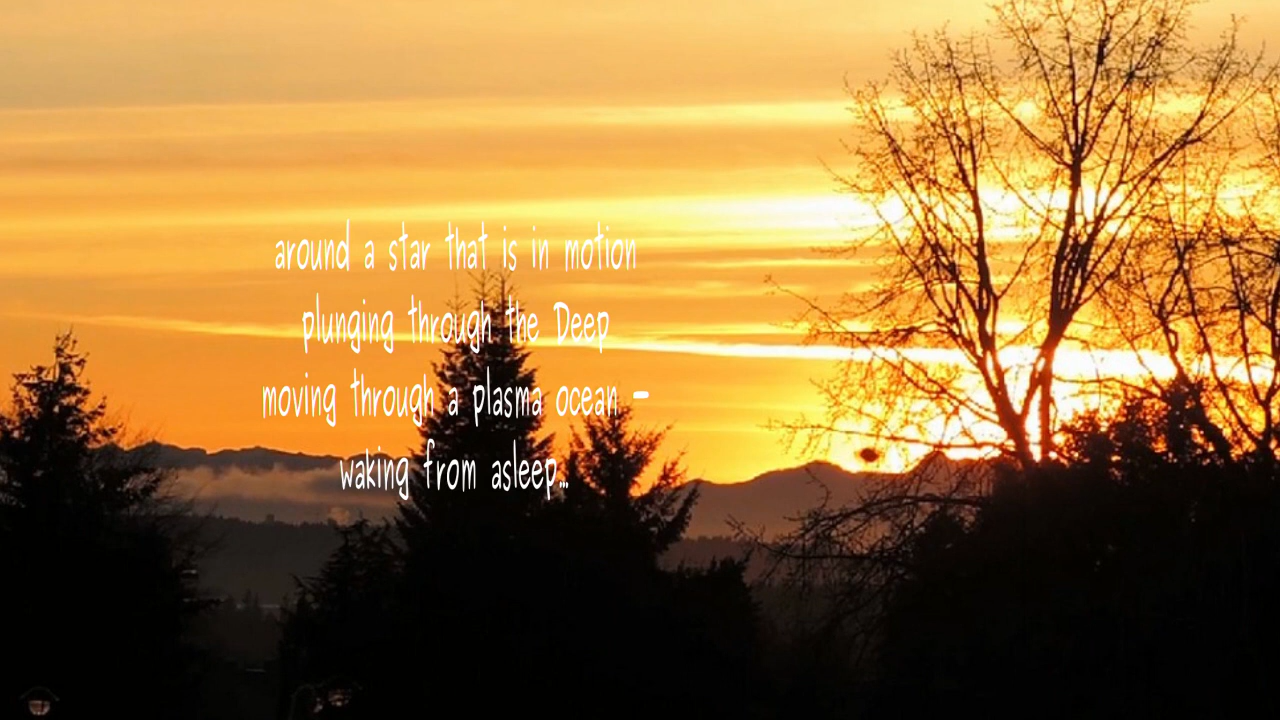 around a star that is in motion
plunging through the Deep
moving through a plasma ocean -
waking from asleep...